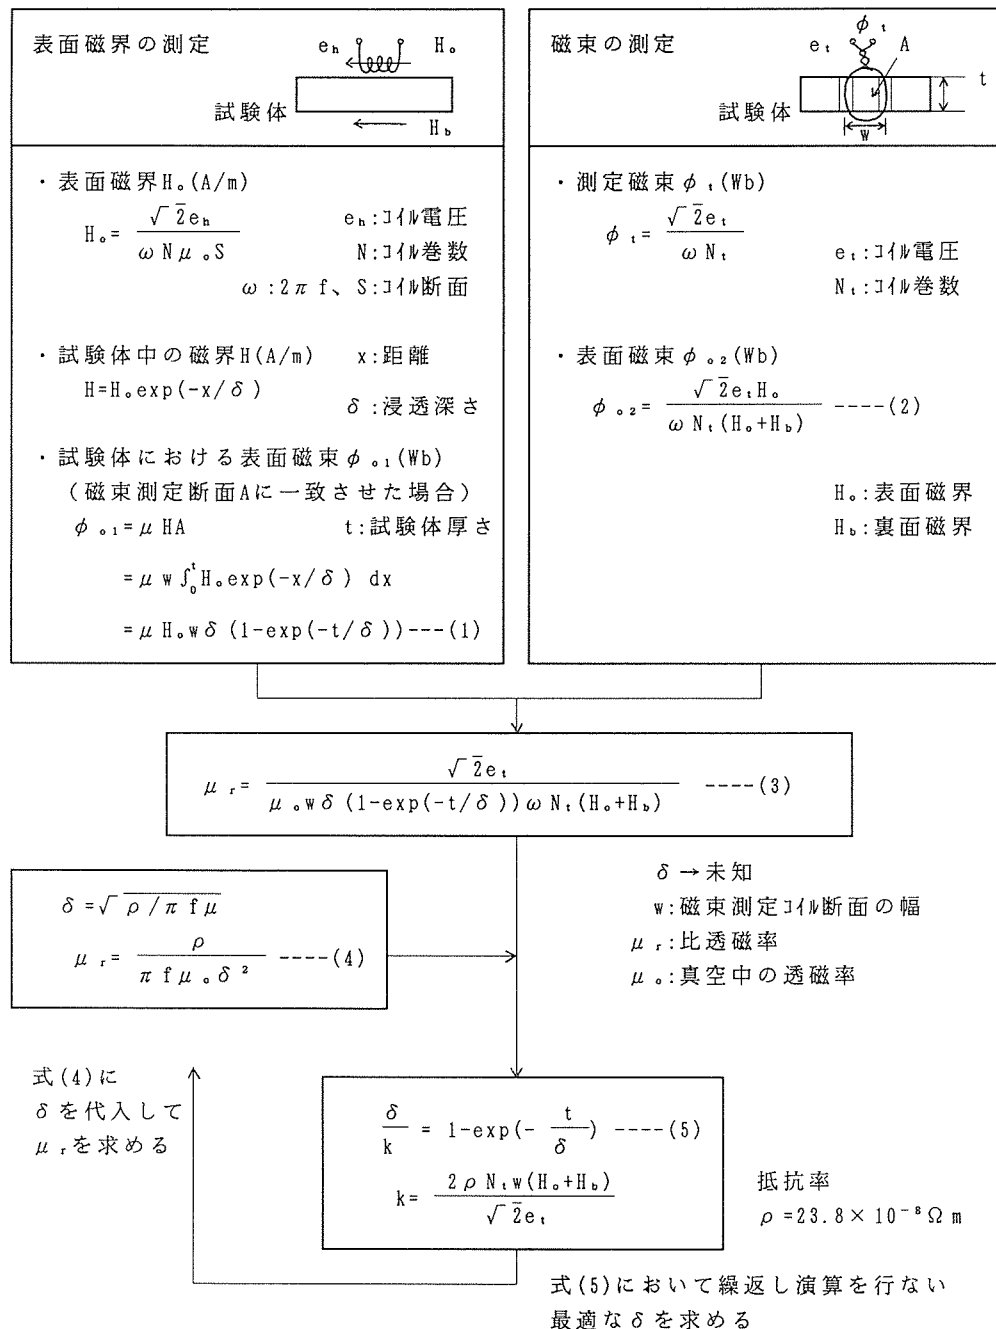 表面磁界の測定
eₕ
Hₒ
試験体
H_b
・表面磁界Hₒ(A/m)
Hₒ= √2eₕ / ωNμₒS
eₕ:コイル電圧
N:コイル巻数
ω:2πf、S:コイル断面
・試験体中の磁界H(A/m) x:距離
H=Hₒexp(-x/δ)
δ:浸透深さ
・試験体における表面磁束φₒ₁(Wb)
(磁束測定断面Aに一致させた場合)
φₒ₁=μHA t:試験体厚さ
=μw∫₀ᵗHₒexp(-x/δ) dx
=μHₒwδ(1-exp(-t/δ))---(1)
磁束の測定
φₜ
eₜ
A
t
試験体
w
・測定磁束φₜ(Wb)
φₜ= √2eₜ / ωNₜ
eₜ:コイル電圧
Nₜ:コイル巻数
・表面磁束φₒ₂(Wb)
φₒ₂= √2eₜHₒ / ωNₜ(Hₒ+H_b) ----(2)
Hₒ:表面磁界
H_b:裏面磁界
μᵣ= √2eₜ / μₒwδ(1-exp(-t/δ))ωNₜ(Hₒ+H_b) ----(3)
δ→未知
w:磁束測定コイル断面の幅
μᵣ:比透磁率
μₒ:真空中の透磁率
δ=√ρ/πfμ
μᵣ= ρ / πfμₒδ² ----(4)
式(4)に
δを代入して
μᵣを求める
δ/k = 1-exp(- t/δ) ----(5)
k= 2ρNₜw(Hₒ+H_b) / √2eₜ
抵抗率
ρ=23.8×10⁻⁸Ωm
式(5)において繰返し演算を行ない
最適なδを求める